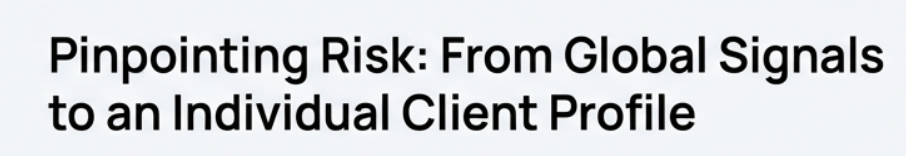 Pinpointing Risk: From Global Signals
to an Individual Client Profile